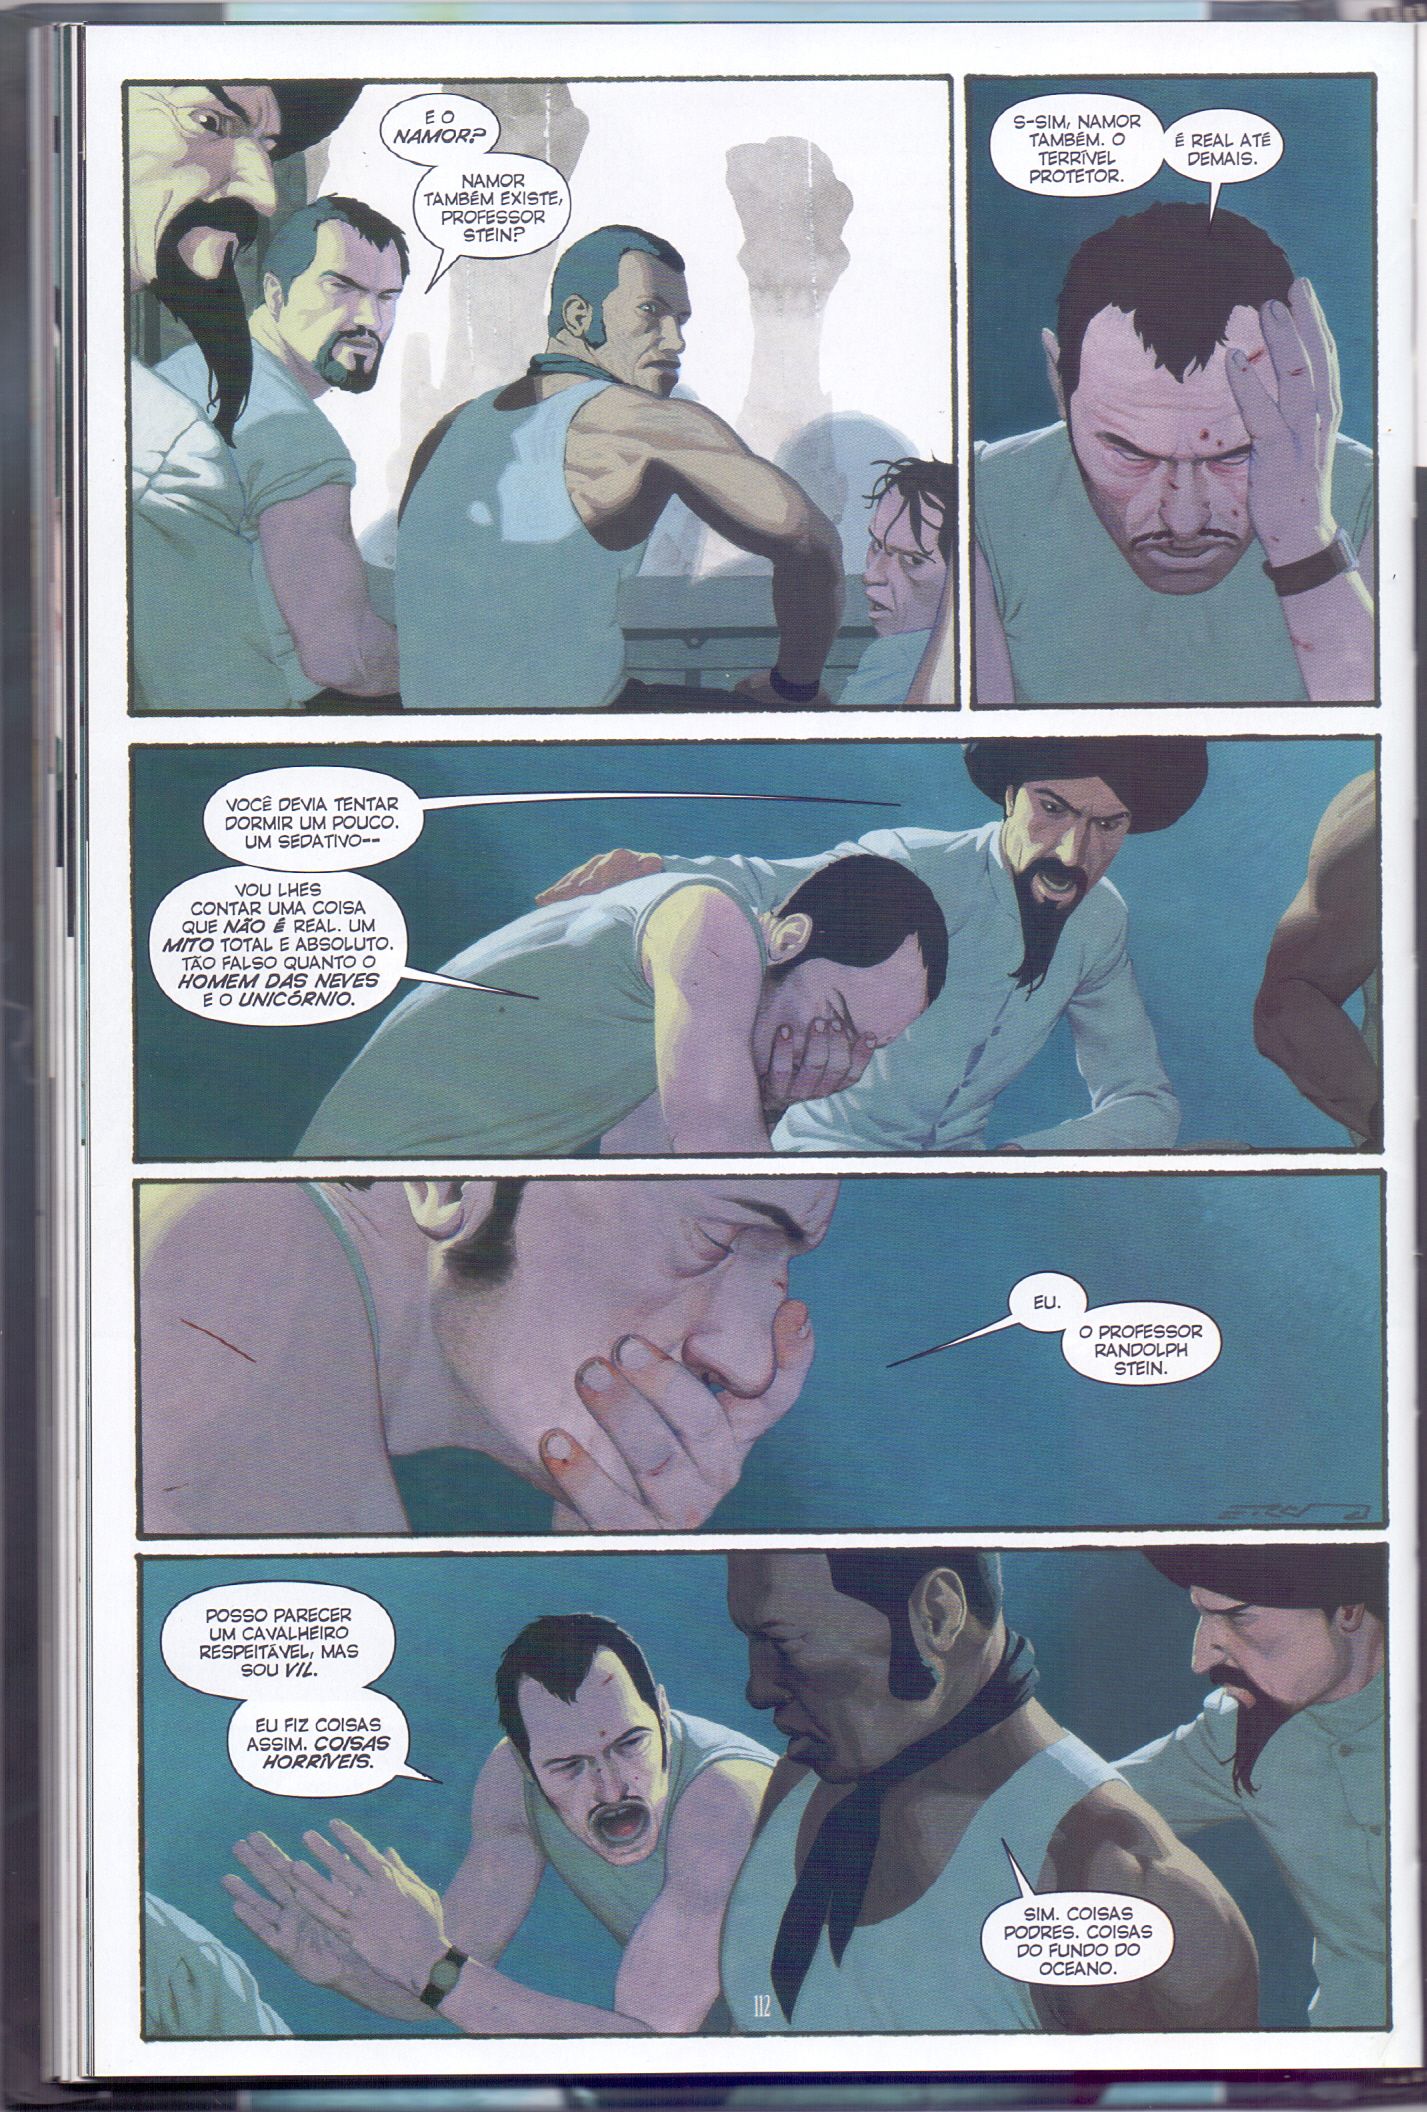 E O
NAMOR?
NAMOR
TAMBÉM EXISTE,
PROFESSOR
STEIN?
S-SIM, NAMOR
TAMBÉM. O
TERRÍVEL
PROTETOR.
É REAL ATÉ
DEMAIS.
VOCÊ DEVIA TENTAR
DORMIR UM POUCO.
UM SEDATIVO--
VOU LHES
CONTAR UMA COISA
QUE NÃO É REAL. UM
MITO TOTAL E ABSOLUTO.
TÃO FALSO QUANTO O
HOMEM DAS NEVES
E O UNICÓRNIO.
EU.
O PROFESSOR
RANDOLPH
STEIN.
POSSO PARECER
UM CAVALHEIRO
RESPEITÁVEL, MAS
SOU VIL.
EU FIZ COISAS
ASSIM. COISAS
HORRÍVEIS.
SIM. COISAS
PODRES. COISAS
DO FUNDO DO
OCEANO.
112